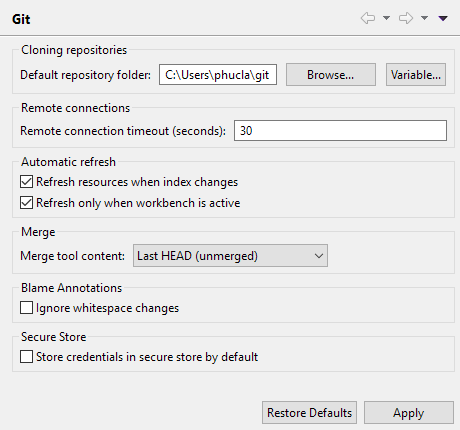 Git
Cloning repositories
Default repository folder: C:\Users\phucla\git Browse... Variable...
Remote connections
Remote connection timeout (seconds): 30
Automatic refresh
Refresh resources when index changes
Refresh only when workbench is active
Merge
Merge tool content: Last HEAD (unmerged)
Blame Annotations
Ignore whitespace changes
Secure Store
Store credentials in secure store by default
Restore Defaults Apply